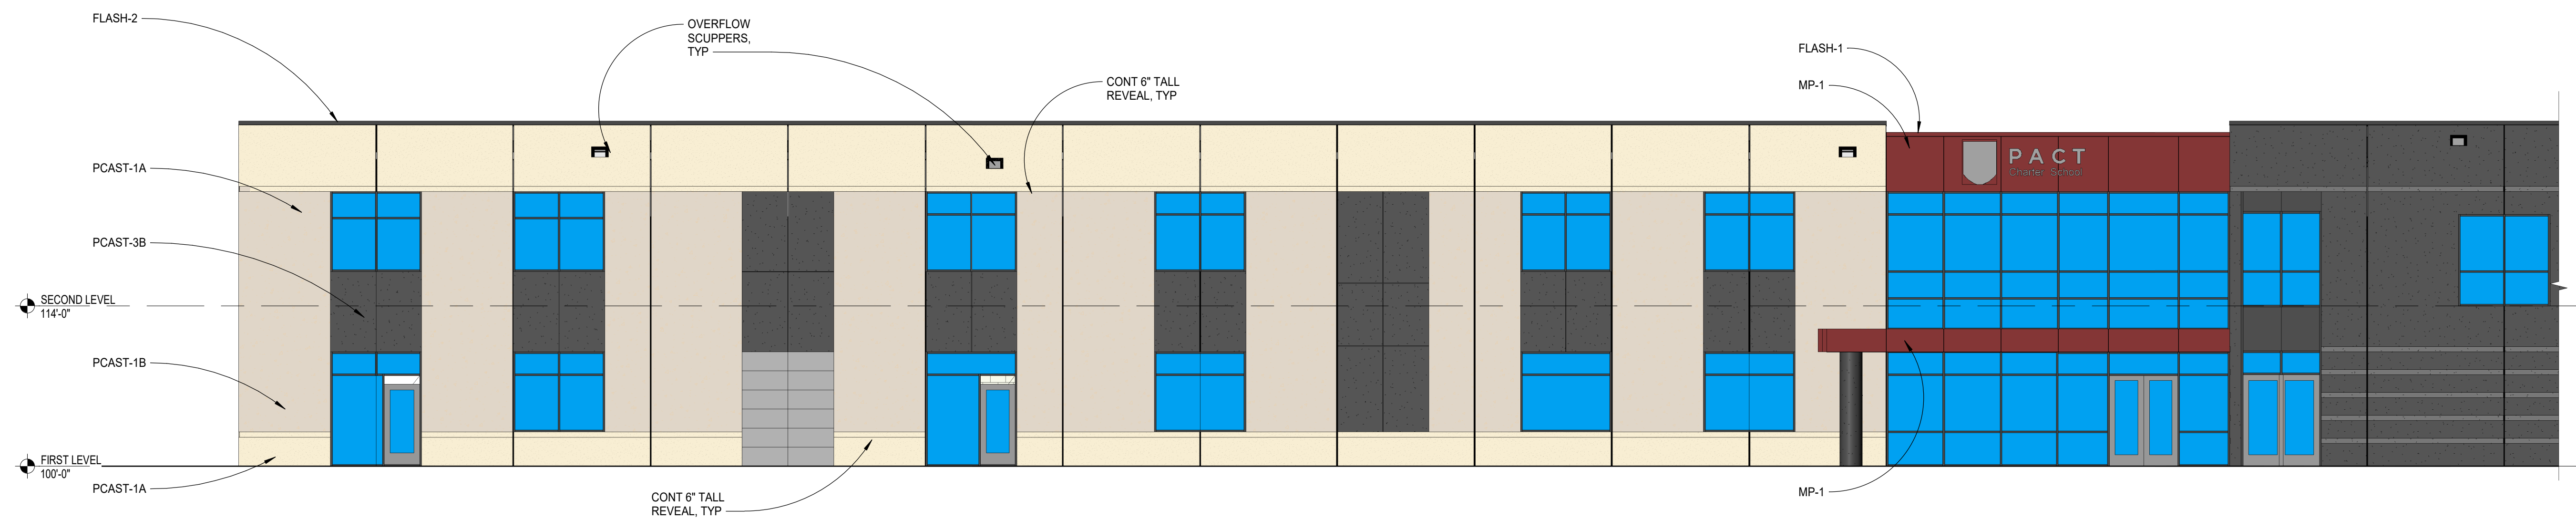 FLASH-2
OVERFLOW
SCUPPERS,
TYP
CONT 6" TALL
REVEAL, TYP
FLASH-1
MP-1
PACT
Charter School
PCAST-1A
PCAST-3B
SECOND LEVEL
114'-0"
PCAST-1B
FIRST LEVEL
100'-0"
PCAST-1A
CONT 6" TALL
REVEAL, TYP
MP-1